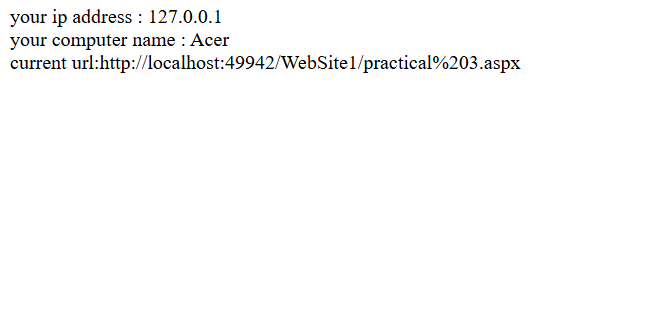 your ip address : 127.0.0.1
your computer name : Acer
current url:http://localhost:49942/WebSite1/practical%203.aspx